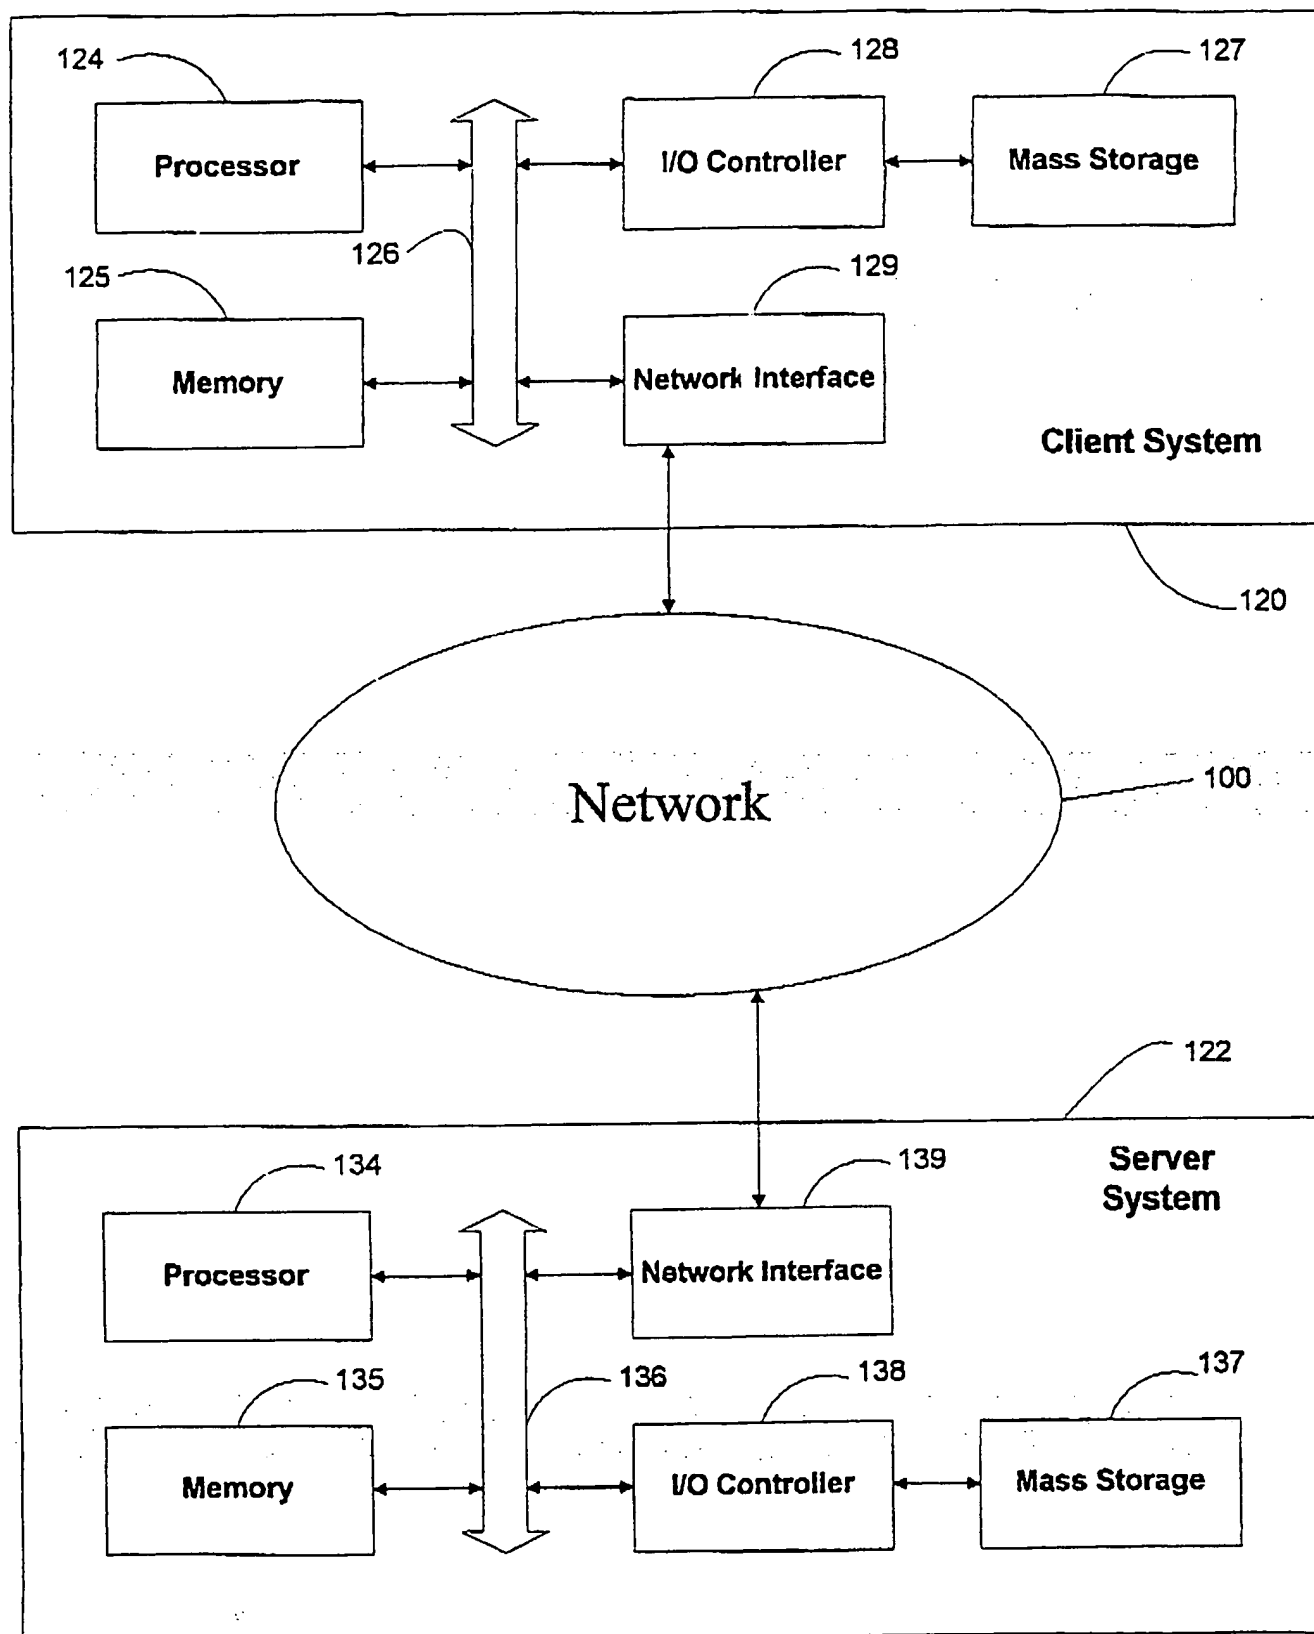 124
128
127
Processor
I/O Controller
Mass Storage
126
125
129
Memory
Network Interface
Client System
120
Network
100
122
Server
System
134
139
Processor
Network Interface
135
136
138
137
Memory
I/O Controller
Mass Storage